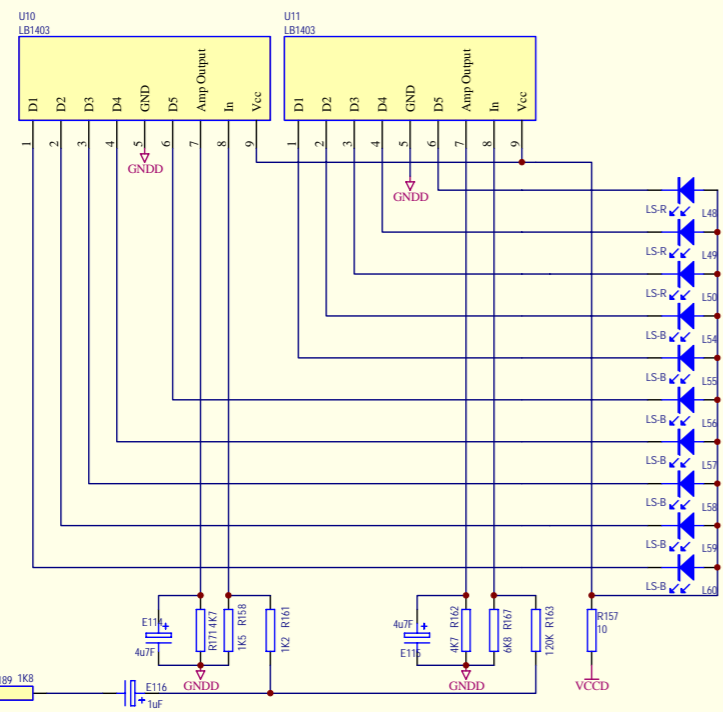 U10
LB1403
D1
D2
D3
D4
GND
D5
Amp Output
In
Vcc
1
2
3
4
5
6
7
8
9
GNDD
U11
LB1403
D1
D2
D3
D4
GND
D5
Amp Output
In
Vcc
1
2
3
4
5
6
7
8
9
GNDD
LS-R L48
LS-R L49
LS-R L50
LS-B L54
LS-B L55
LS-B L56
LS-B L57
LS-B L58
LS-B L59
LS-B L60
E114
4u7F
+
R171 4K7
1K5 R158
1K2 R161
GNDD
4u7F
+
E115
4K7 R162
6K8 R167
120K R163
GNDD
R157
10
VCCD
189 1K8
E116
+
1uF